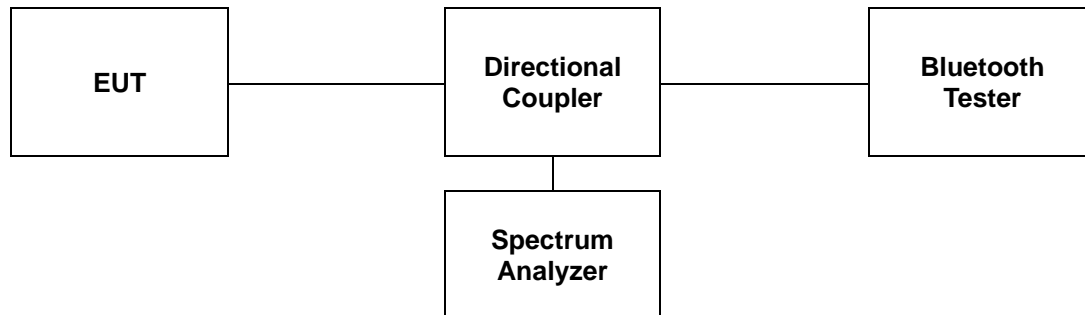 EUT
Directional
Coupler
Bluetooth
Tester
Spectrum
Analyzer